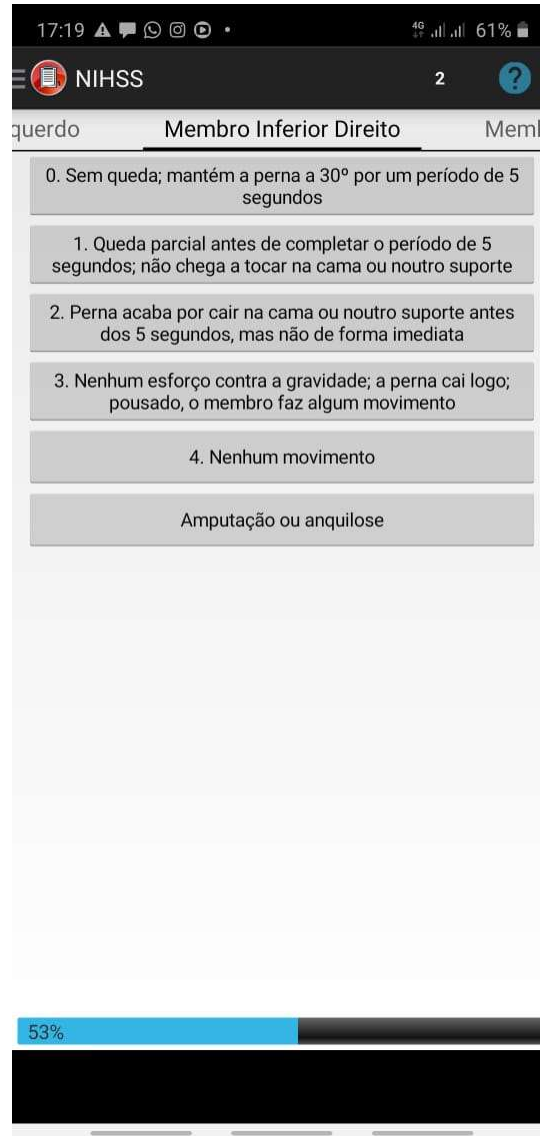 17:19
4G
61%
NIHSS
2
?
querdo
Membro Inferior Direito
Meml
0. Sem queda; mantém a perna a 30º por um período de 5
segundos
1. Queda parcial antes de completar o período de 5
segundos; não chega a tocar na cama ou noutro suporte
2. Perna acaba por cair na cama ou noutro suporte antes
dos 5 segundos, mas não de forma imediata
3. Nenhum esforço contra a gravidade; a perna cai logo;
pousado, o membro faz algum movimento
4. Nenhum movimento
Amputação ou anquilose
53%